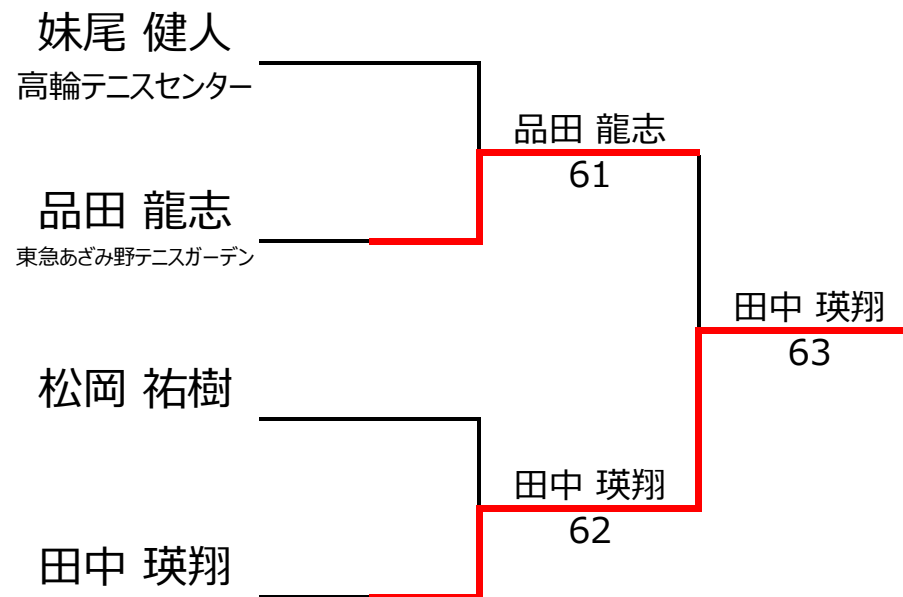 妹尾 健人
高輪テニスセンター
品田 龍志
61
品田 龍志
東急あざみ野テニスガーデン
田中 瑛翔
63
松岡 祐樹
田中 瑛翔
62
田中 瑛翔